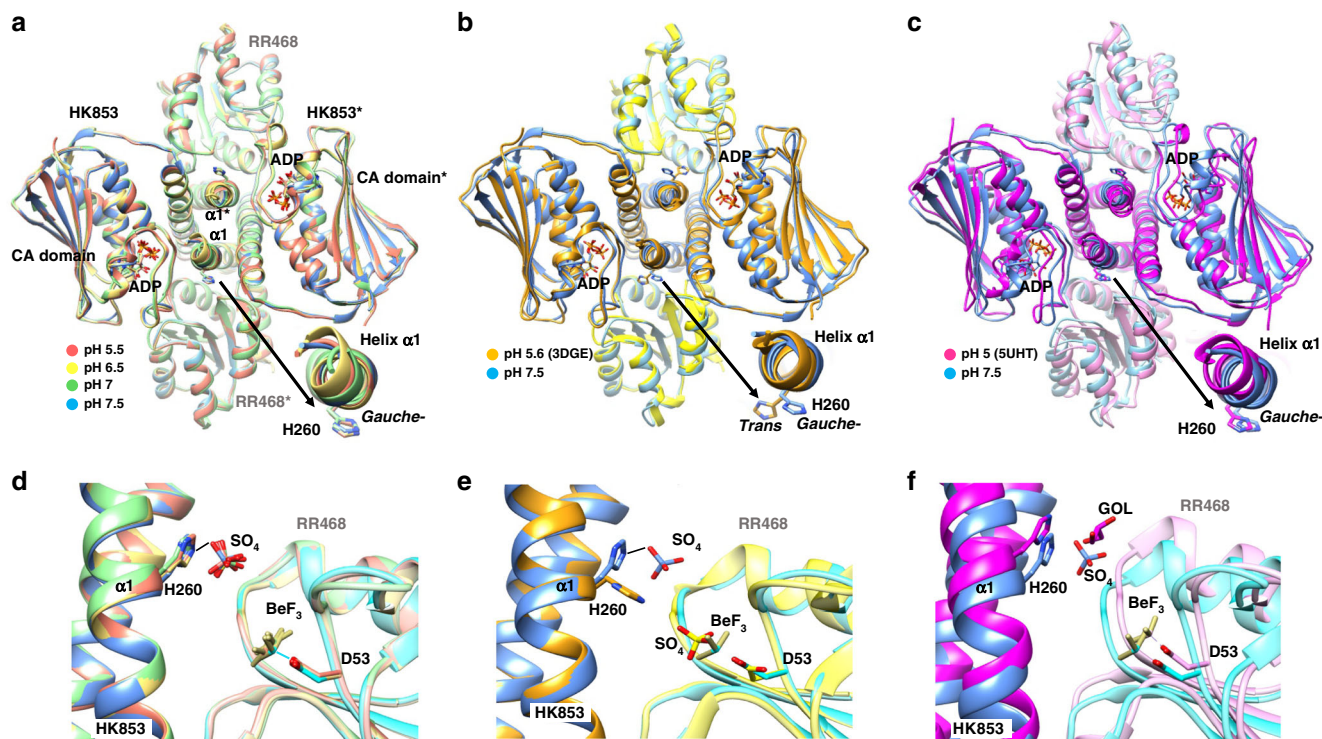 a
RR468
HK853
HK853*
ADP
CA domain*
α1*
α1
CA domain
ADP
Helix α1
pH 5.5
pH 6.5
pH 7
pH 7.5
RR468*
H260
Gauche-
b
ADP
ADP
Helix α1
pH 5.6 (3DGE)
pH 7.5
H260
Trans
Gauche-
c
ADP
ADP
Helix α1
pH 5 (5UHT)
pH 7.5
H260
Gauche-
d
RR468
SO4
α1
H260
BeF3
D53
HK853
e
RR468
SO4
α1
H260
BeF3
SO4
D53
HK853
f
GOL
RR468
SO4
α1
H260
BeF3
D53
HK853